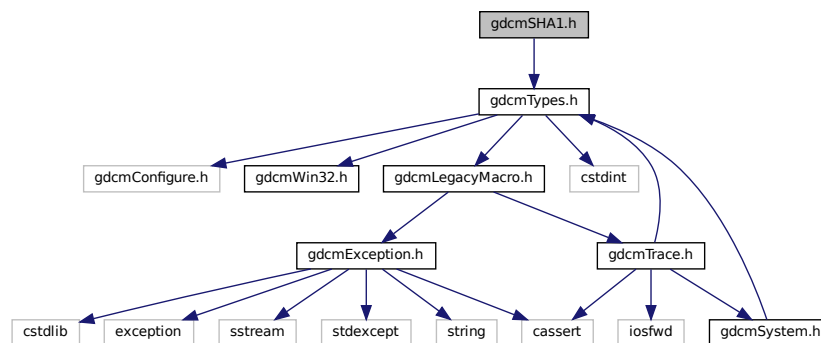 gdcmSHA1.h
gdcmTypes.h
gdcmConfigure.h
gdcmWin32.h
gdcmLegacyMacro.h
cstdint
gdcmException.h
gdcmTrace.h
cstdlib
exception
sstream
stdexcept
string
cassert
iosfwd
gdcmSystem.h